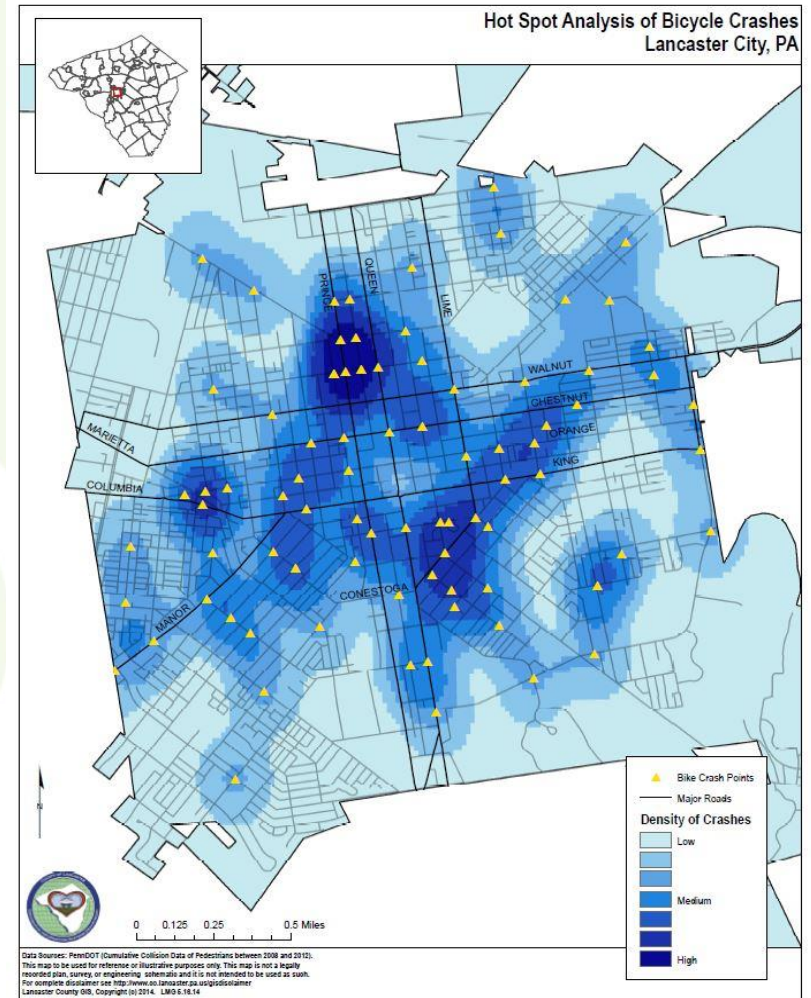 Hot Spot Analysis of Bicycle Crashes
Lancaster City, PA
PRINCE
QUEEN
LIME
WALNUT
CHESTNUT
MARIETTA
ORANGE
KING
COLUMBIA
CONESTOGA
MANOR
Bike Crash Points
Major Roads
Density of Crashes
Low
Medium
High
N
0 0.125 0.25 0.5 Miles
Data Sources: PennDOT (Cumulative Collision Data of Pedestrians between 2008 and 2012).
This map to be used for reference or illustrative purposes only. This map is not a legally
recorded plan, survey, or engineering schematic and it is not intended to be used as such.
For complete disclaimer see http://www.co.lancaster.pa.us/gisdisclaimer
Lancaster County GIS, Copyright (c) 2014. LMG 5.16.14